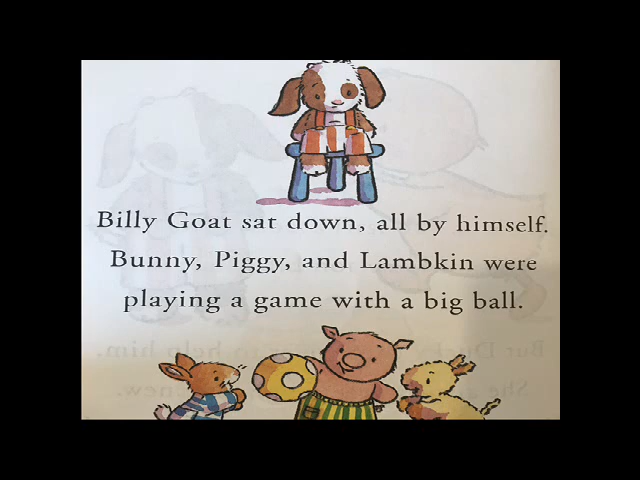 Billy Goat sat down, all by himself.
Bunny, Piggy, and Lambkin were
playing a game with a big ball.